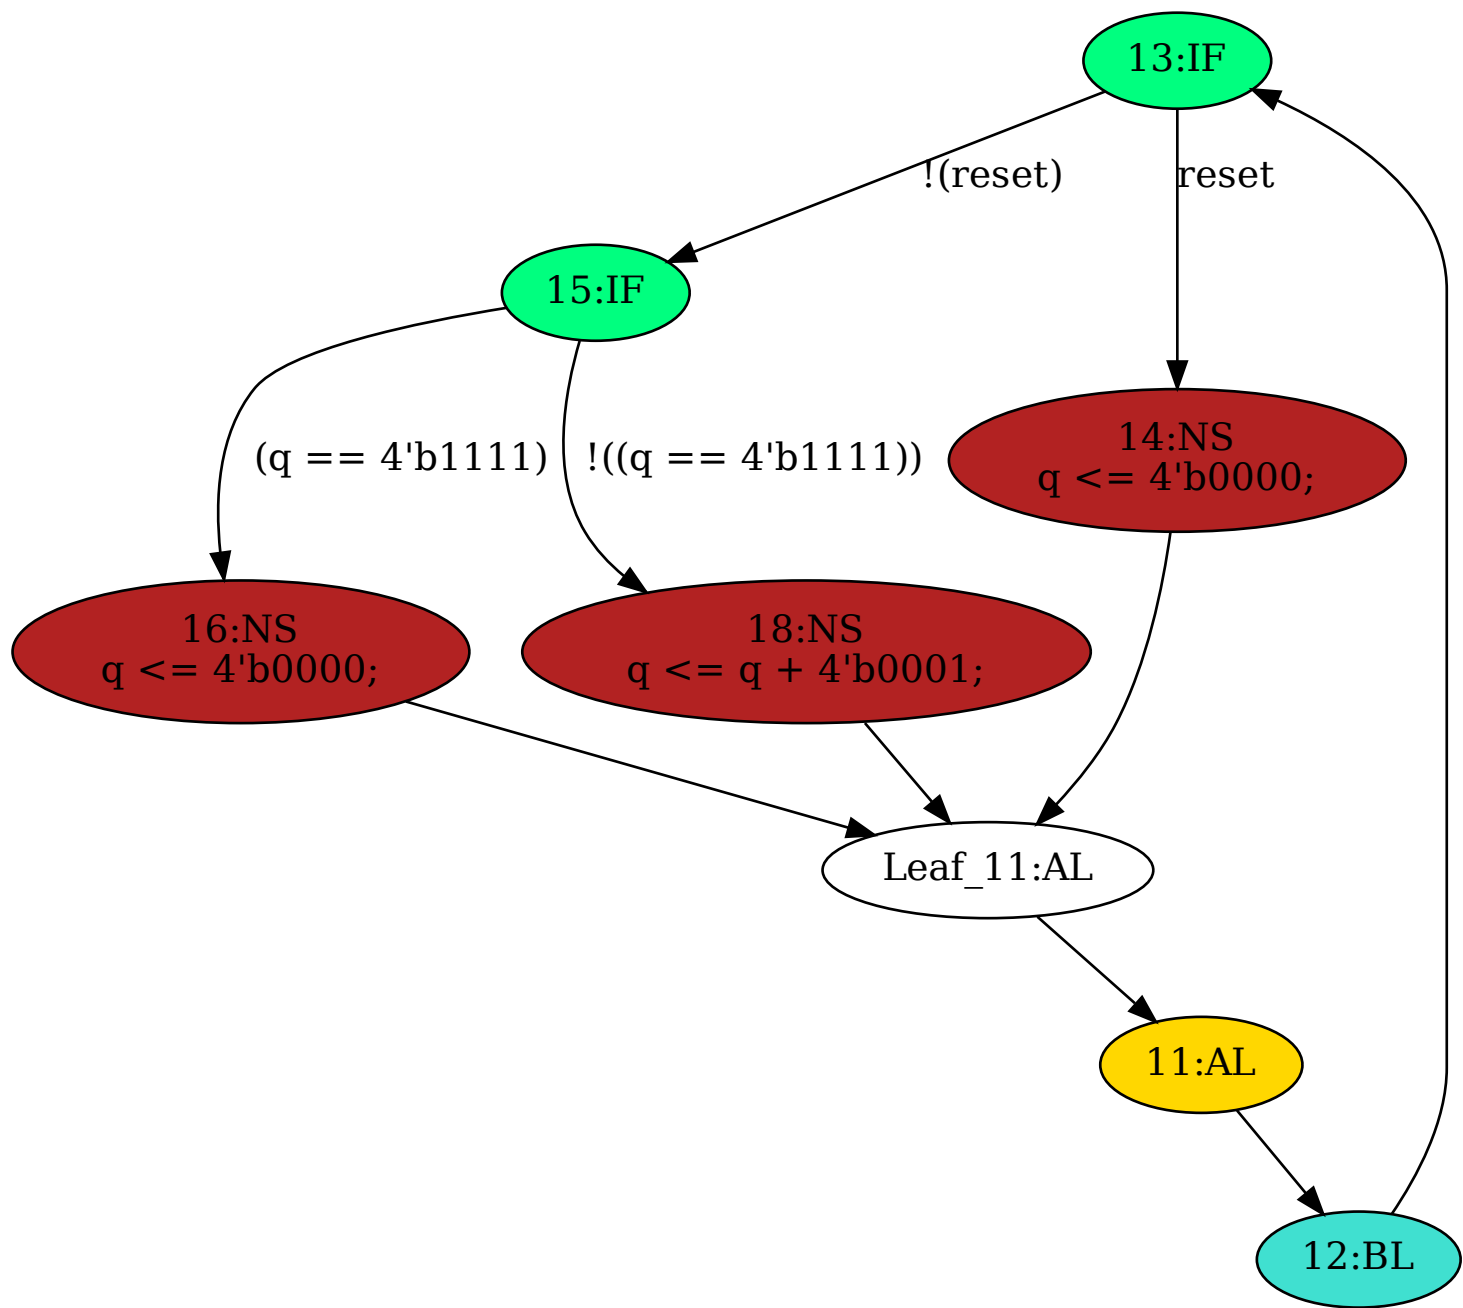 13:IF
!(reset)
reset
15:IF
14:NS
q <= 4'b0000;
(q == 4'b1111)
!((q == 4'b1111))
16:NS
q <= 4'b0000;
18:NS
q <= q + 4'b0001;
Leaf_11:AL
11:AL
12:BL